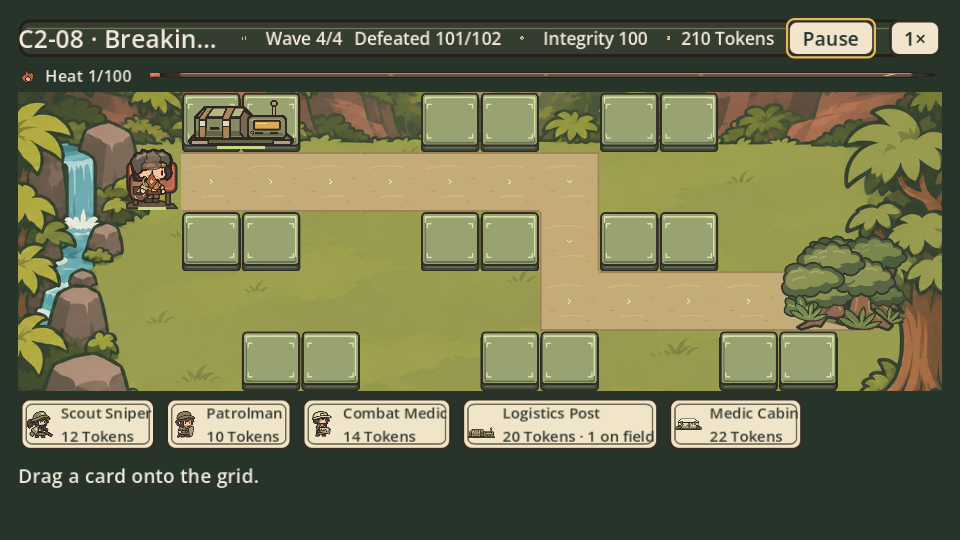 C2-08 · Breakin...
Wave 4/4
Defeated 101/102
Integrity 100
210 Tokens
Pause
1×
Heat 1/100
Scout Sniper
12 Tokens
Patrolman
10 Tokens
Combat Medic
14 Tokens
Logistics Post
20 Tokens · 1 on field
Medic Cabin
22 Tokens
Drag a card onto the grid.